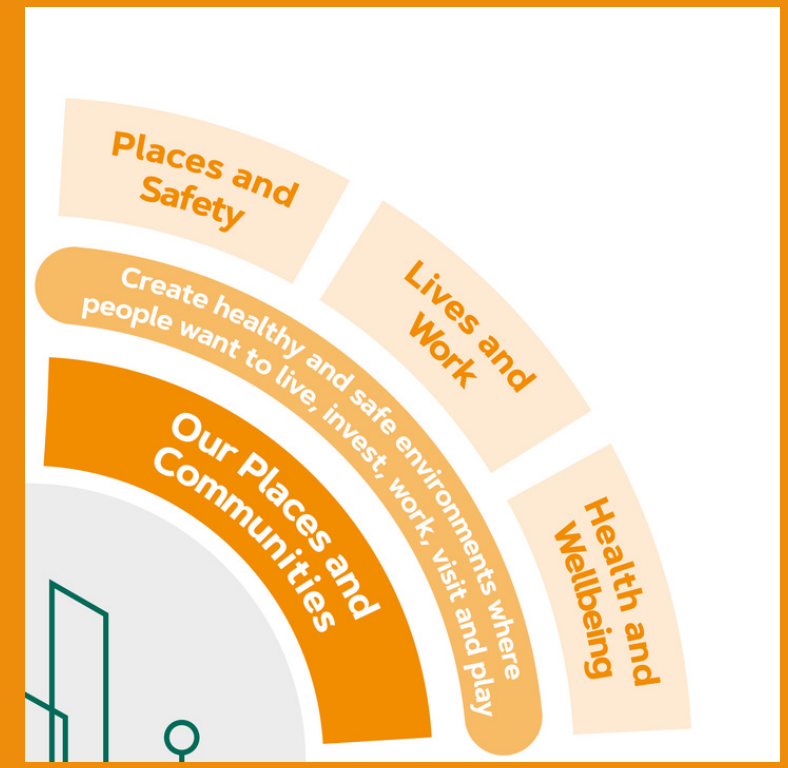 Places and
Safety
Lives and
Work
Health and
Wellbeing
Create healthy and safe environments where
people want to live, invest, work, visit and play
Our Places and
Communities